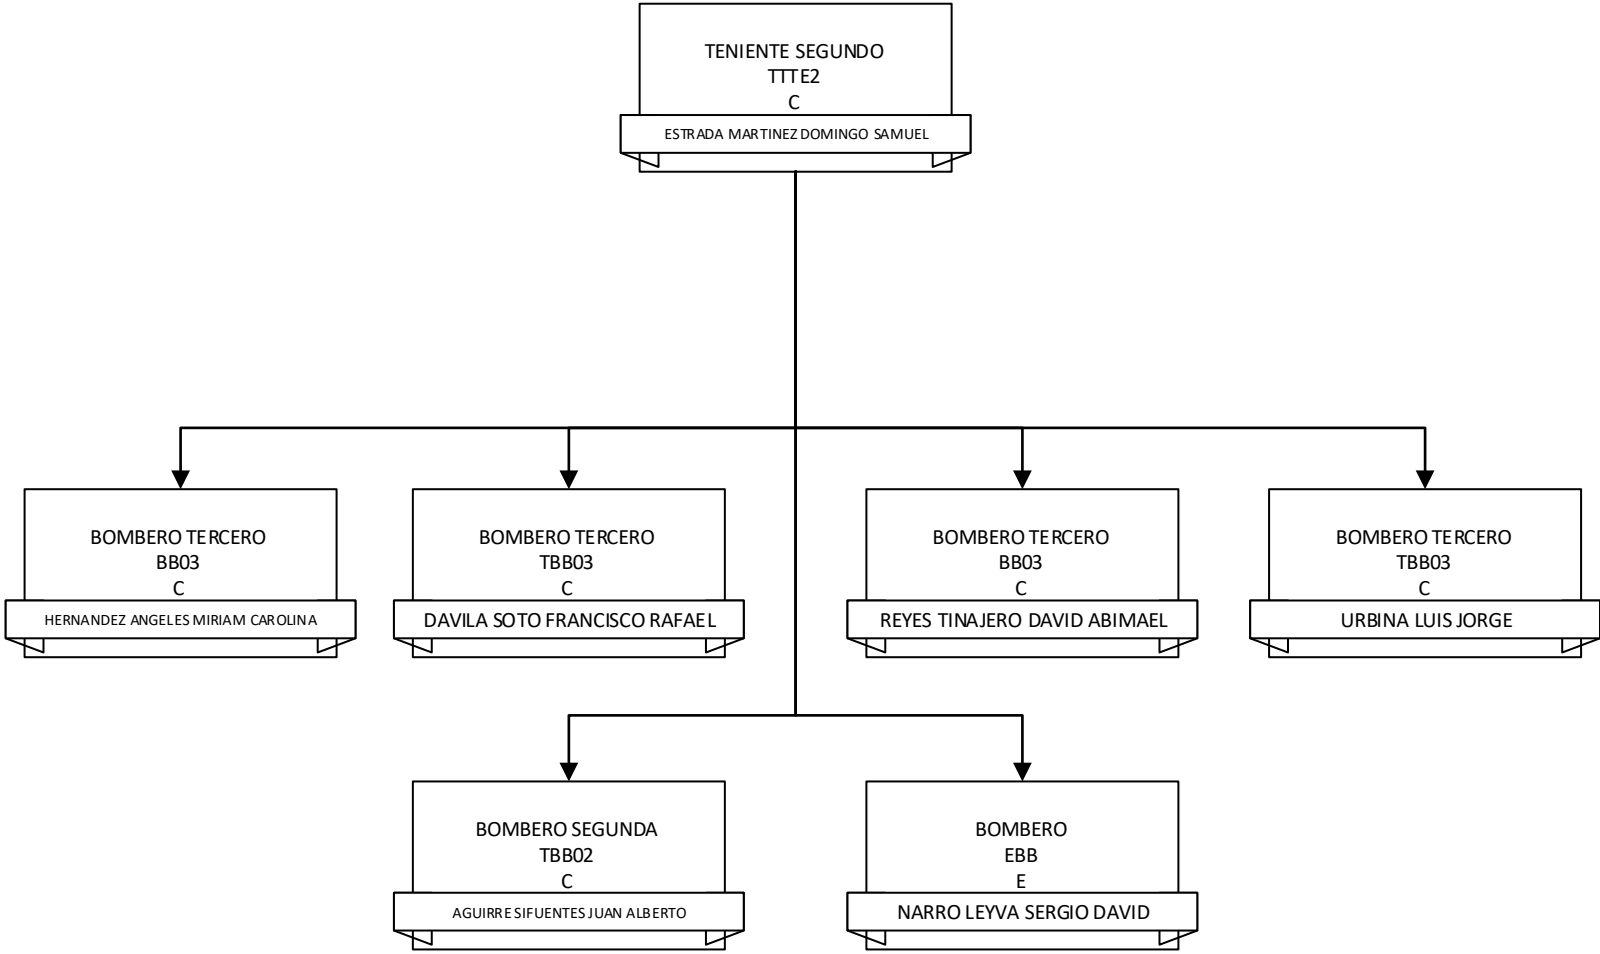 TENIENTE SEGUNDO
TTTE2
C
ESTRADA MARTINEZ DOMINGO SAMUEL
BOMBERO TERCERO
BB03
C
HERNANDEZ ANGELES MIRIAM CAROLINA
BOMBERO TERCERO
TBB03
C
DAVILA SOTO FRANCISCO RAFAEL
BOMBERO TERCERO
BB03
C
REYES TINAJERO DAVID ABIMAEL
BOMBERO TERCERO
TBB03
C
URBINA LUIS JORGE
BOMBERO SEGUNDA
TBB02
C
AGUIRRE SIFUENTES JUAN ALBERTO
BOMBERO
EBB
E
NARRO LEYVA SERGIO DAVID